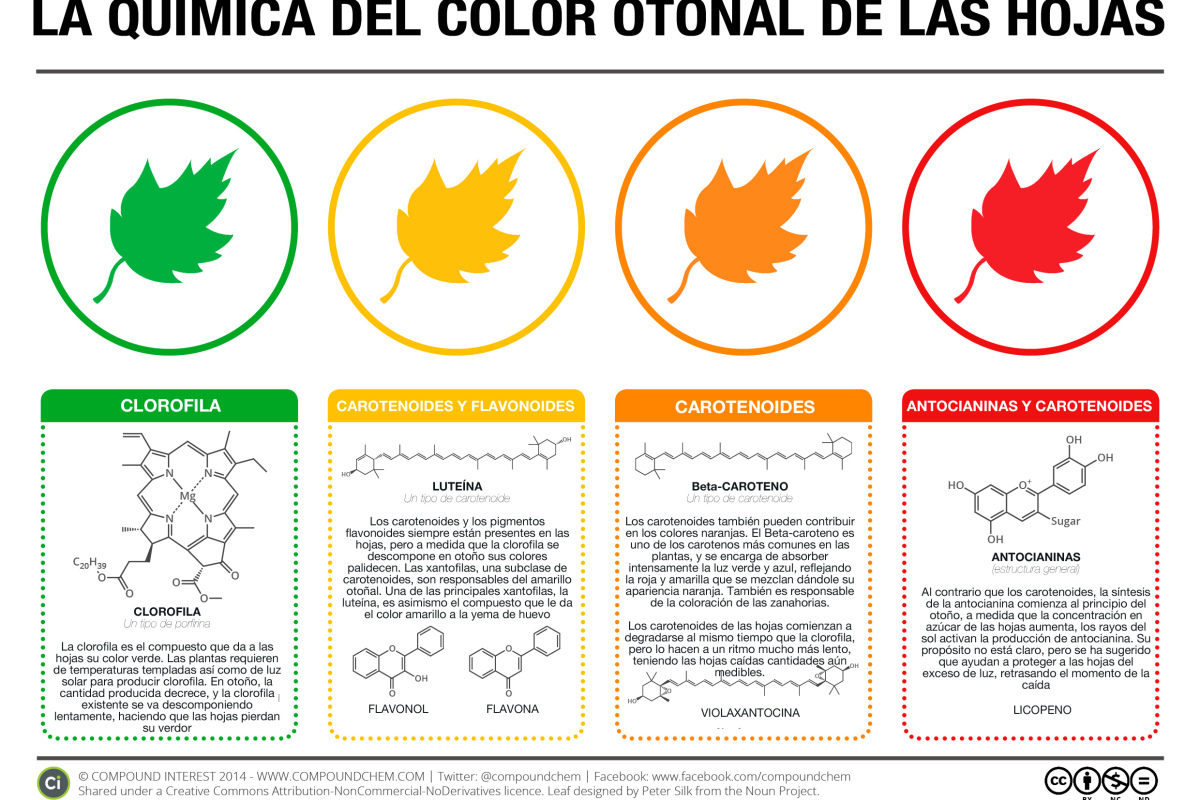 LA QUÍMICA DEL COLOR OTOÑAL DE LAS HOJAS
CLOROFILA
N
N
Mg
N
N
C20H39
O
O
O
O
O
CLOROFILA
Un tipo de porfirina
La clorofila es el compuesto que da a las
hojas su color verde. Las plantas requieren
de temperaturas templadas así como de luz
solar para producir clorofila. En otoño, la
cantidad producida decrece, y la clorofila
existente se va descomponiendo
lentamente, haciendo que las hojas pierdan
su verdor
CAROTENOIDES Y FLAVONOIDES
OH
HO
LUTEÍNA
Un tipo de carotenoide
Los carotenoides y los pigmentos
flavonoides siempre están presentes en las
hojas, pero a medida que la clorofila se
descompone en otoño sus colores
palidecen. Las xantofilas, una subclase de
carotenoides, son responsables del amarillo
otoñal. Una de las principales xantofilas, la
luteína, es asimismo el compuesto que le da
el color amarillo a la yema de huevo
O
OH
O
O
O
FLAVONOL
FLAVONA
CAROTENOIDES
Beta-CAROTENO
Un tipo de carotenoide
Los carotenoides también pueden contribuir
en los colores naranjas. El Beta-caroteno es
uno de los carotenos más comunes en las
plantas, y se encarga de absorber
intensamente la luz verde y azul, reflejando
la roja y amarilla que se mezclan dándole su
apariencia naranja. También es responsable
de la coloración de las zanahorias.
Los carotenoides de las hojas comienzan a
degradarse al mismo tiempo que la clorofila,
pero lo hacen a un ritmo mucho más lento,
teniendo las hojas caídas cantidades aún
medibles.
OH
O
O
HO
VIOLAXANTOCINA
ANTOCIANINAS Y CAROTENOIDES
OH
OH
HO
O+
Sugar
OH
ANTOCIANINAS
(estructura general)
Al contrario que los carotenoides, la síntesis
de la antocianina comienza al principio del
otoño, a medida que la concentración en
azúcar de las hojas aumenta, los rayos del
sol activan la producción de antocianina. Su
propósito no está claro, pero se ha sugerido
que ayudan a proteger a las hojas del
exceso de luz, retrasando el momento de la
caída
LICOPENO
Ci
© COMPOUND INTEREST 2014 - WWW.COMPOUNDCHEM.COM | Twitter: @compoundchem | Facebook: www.facebook.com/compoundchem
Shared under a Creative Commons Attribution-NonCommercial-NoDerivatives licence. Leaf designed by Peter Silk from the Noun Project.
cc
BY NC ND